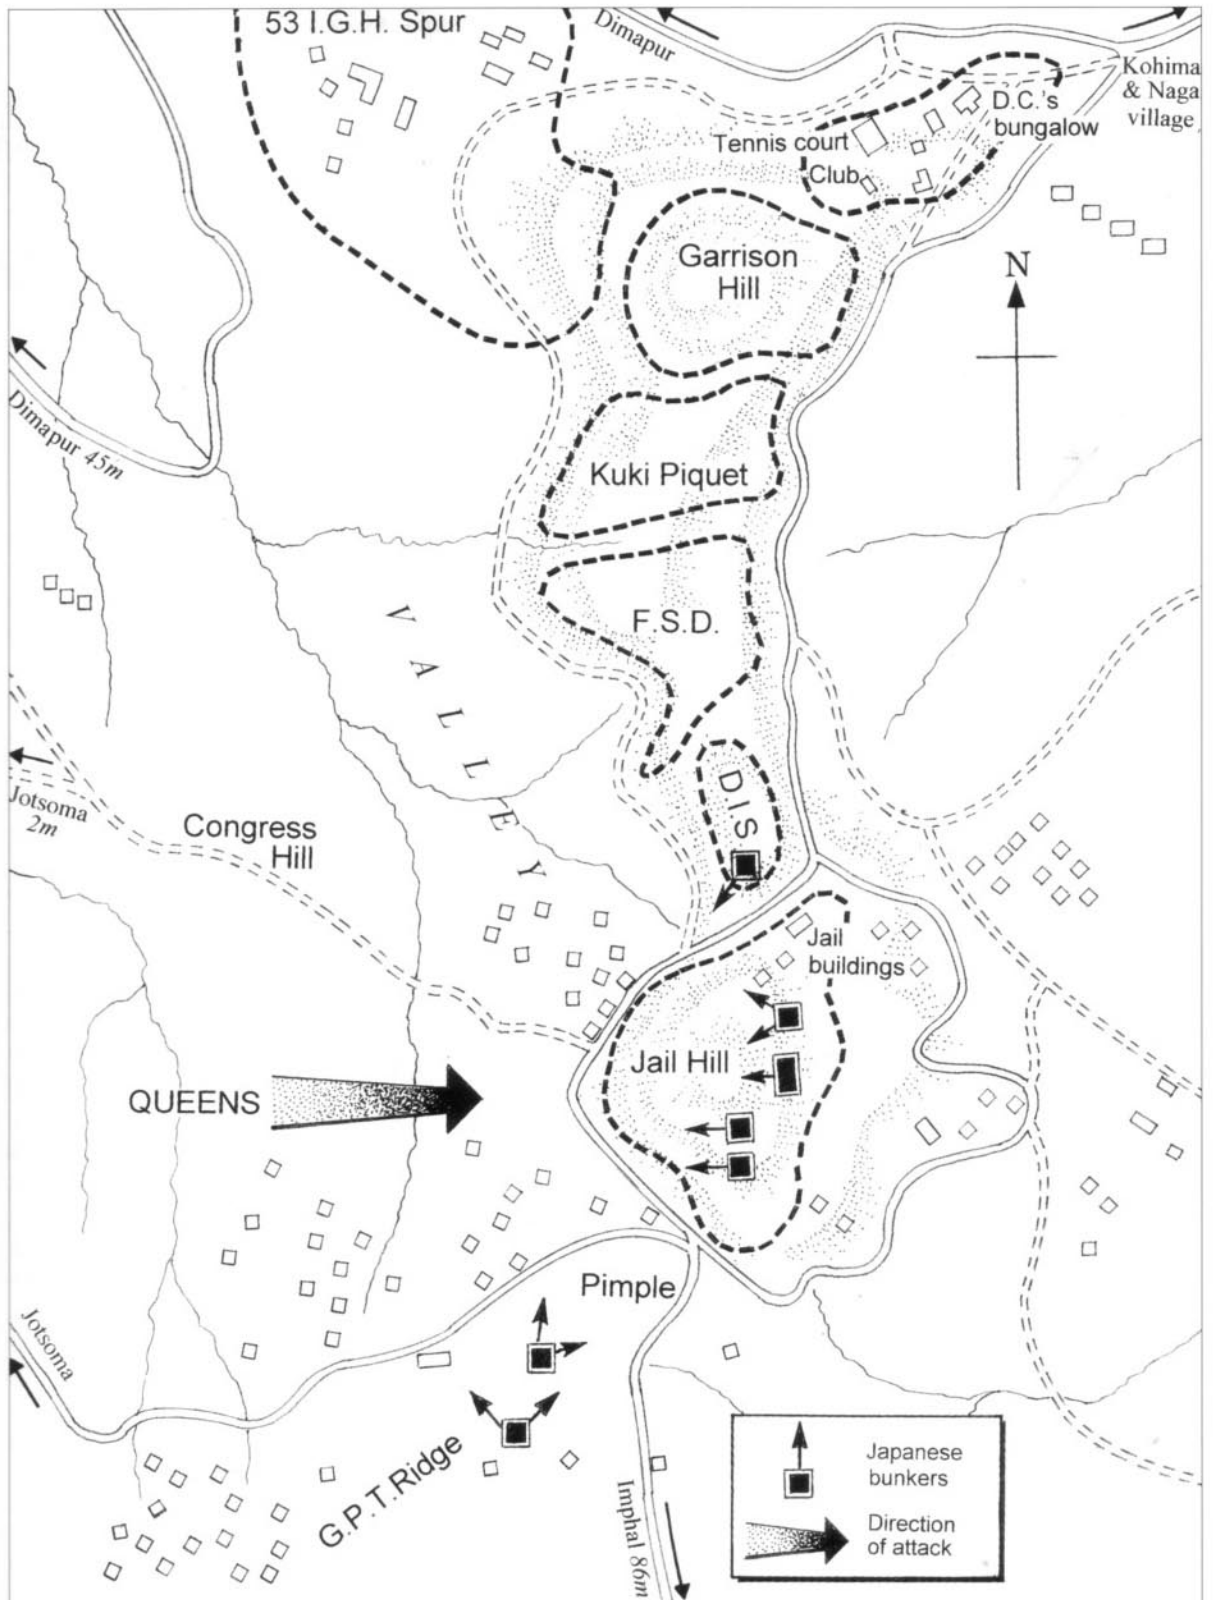 53 I.G.H. Spur
Dimapur
Kohima
& Naga
village
D.C.'s
bungalow
Tennis court
Club
Garrison
Hill
N
Dimapur 45m
Kuki Piquet
F.S.D.
VALLEY
D.I.S
Jotsoma
2m
Congress
Hill
Jail
buildings
Jail Hill
QUEENS
Pimple
Jotsoma
G.P.T. Ridge
Imphal 86m
Japanese
bunkers
Direction
of attack